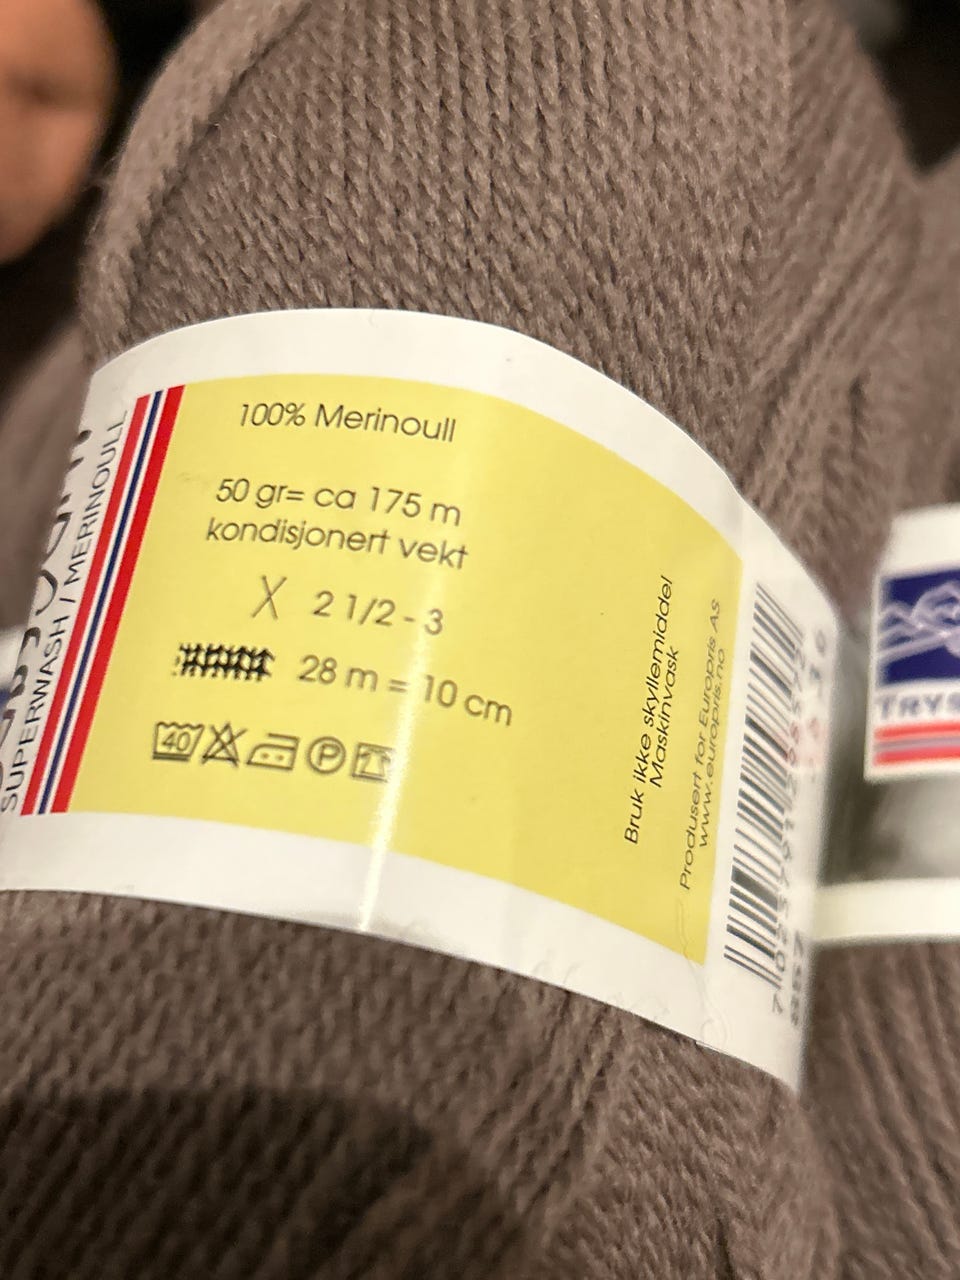 SUPERWASH / MERINOULL
100% Merinoull
50 gr= ca 175 m
kondisjonert vekt
2 1/2 - 3
28 m = 10 cm
40
P
Bruk ikke skyllemiddel
Maskinvask
Produsert for Europris AS
www.europris.no
TRYS